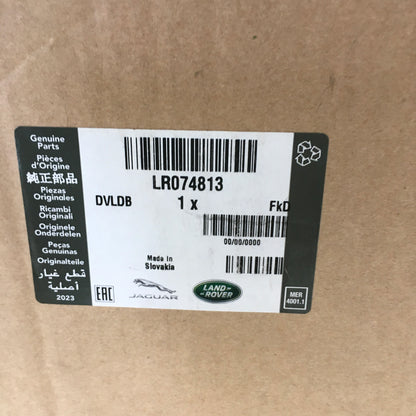 Genuine
Parts
Pièces
d'Origine
純正部品
Piezas
Originales
Ricambi
Originali
Originele
Onderdelen
Peças
Genuinas
Originalteile
قطع غيار
أصلية
2023
LR074813
DVLDB
1 x
FkD
00/00/0000
Made in
Slovakia
EAC
JAGUAR
LAND-
ROVER
MER
4001.1